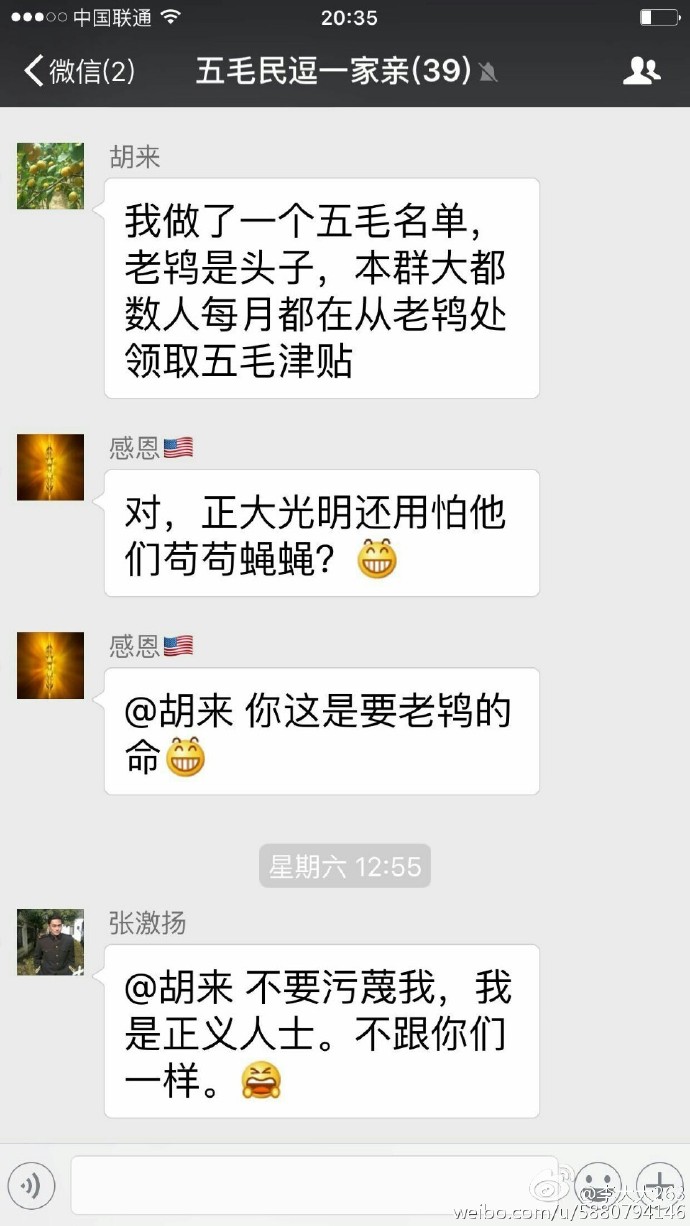 中国联通 20:35
微信(2) 五毛民逗一家亲(39)
胡来
我做了一个五毛名单，
老鸨是头子，本群大都
数人每月都在从老鸨处
领取五毛津贴
感恩🇺🇸
对，正大光明还用怕他
们苟苟蝇蝇？😁
感恩🇺🇸
@胡来 你这是要老鸨的
命😁
星期六 12:55
张激扬
@胡来 不要污蔑我，我
是正义人士。不跟你们
一样。😝
weibo.com/u/5880794146